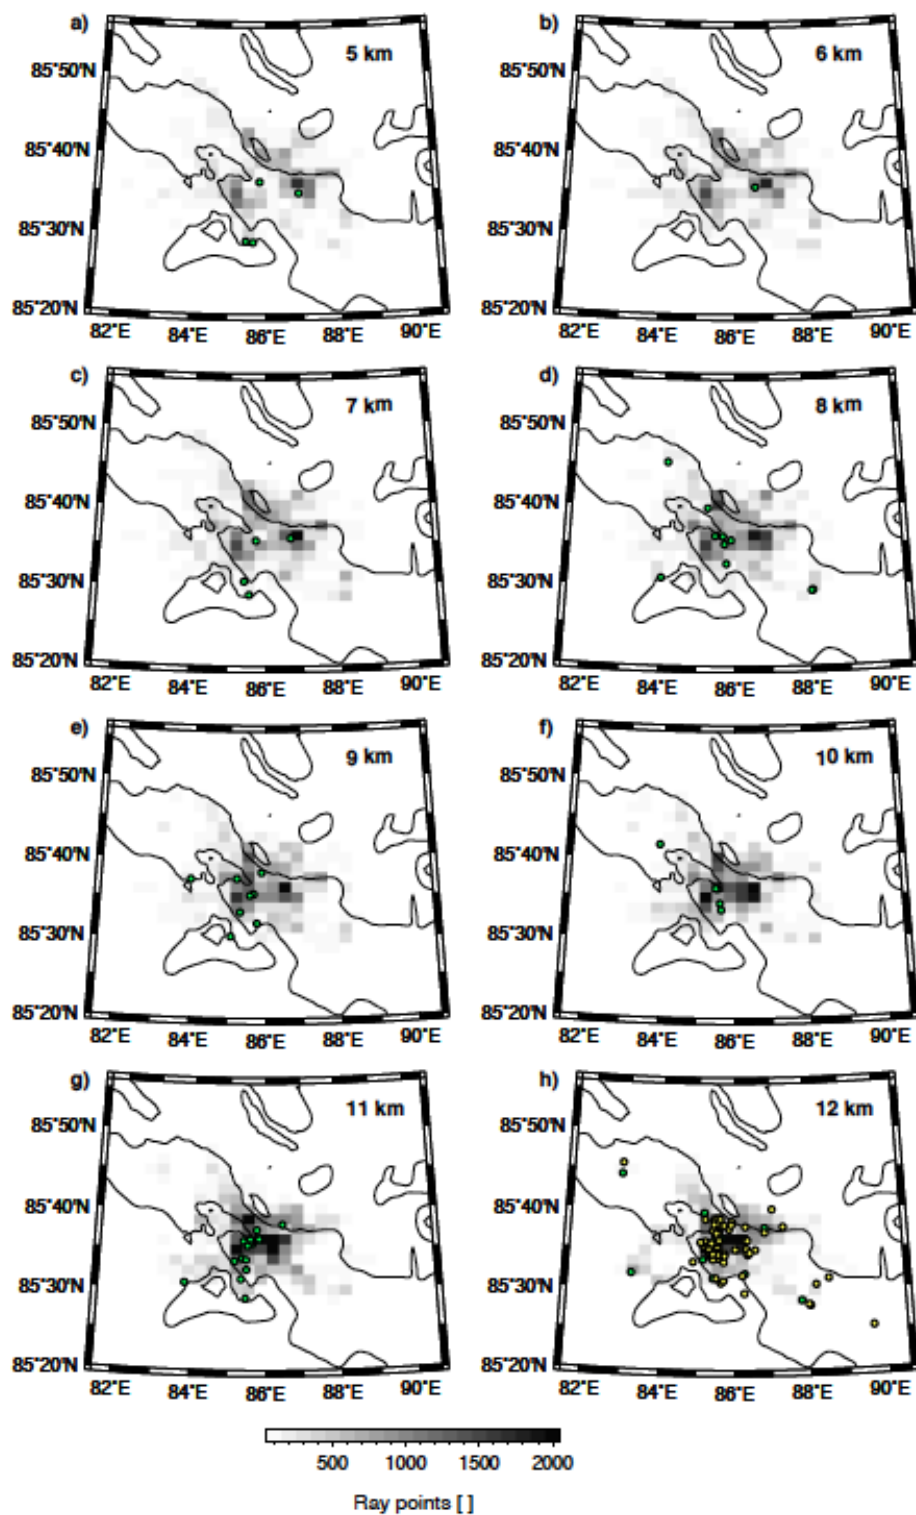 a) 5 km
85°50'N
85°40'N
85°30'N
85°20'N
82°E 84°E 86°E 88°E 90°E
b) 6 km
85°50'N
85°40'N
85°30'N
85°20'N
82°E 84°E 86°E 88°E 90°E
c) 7 km
85°50'N
85°40'N
85°30'N
85°20'N
82°E 84°E 86°E 88°E 90°E
d) 8 km
85°50'N
85°40'N
85°30'N
85°20'N
82°E 84°E 86°E 88°E 90°E
e) 9 km
85°50'N
85°40'N
85°30'N
85°20'N
82°E 84°E 86°E 88°E 90°E
f) 10 km
85°50'N
85°40'N
85°30'N
85°20'N
82°E 84°E 86°E 88°E 90°E
g) 11 km
85°50'N
85°40'N
85°30'N
85°20'N
82°E 84°E 86°E 88°E 90°E
h) 12 km
85°50'N
85°40'N
85°30'N
85°20'N
82°E 84°E 86°E 88°E 90°E
500 1000 1500 2000
Ray points [ ]